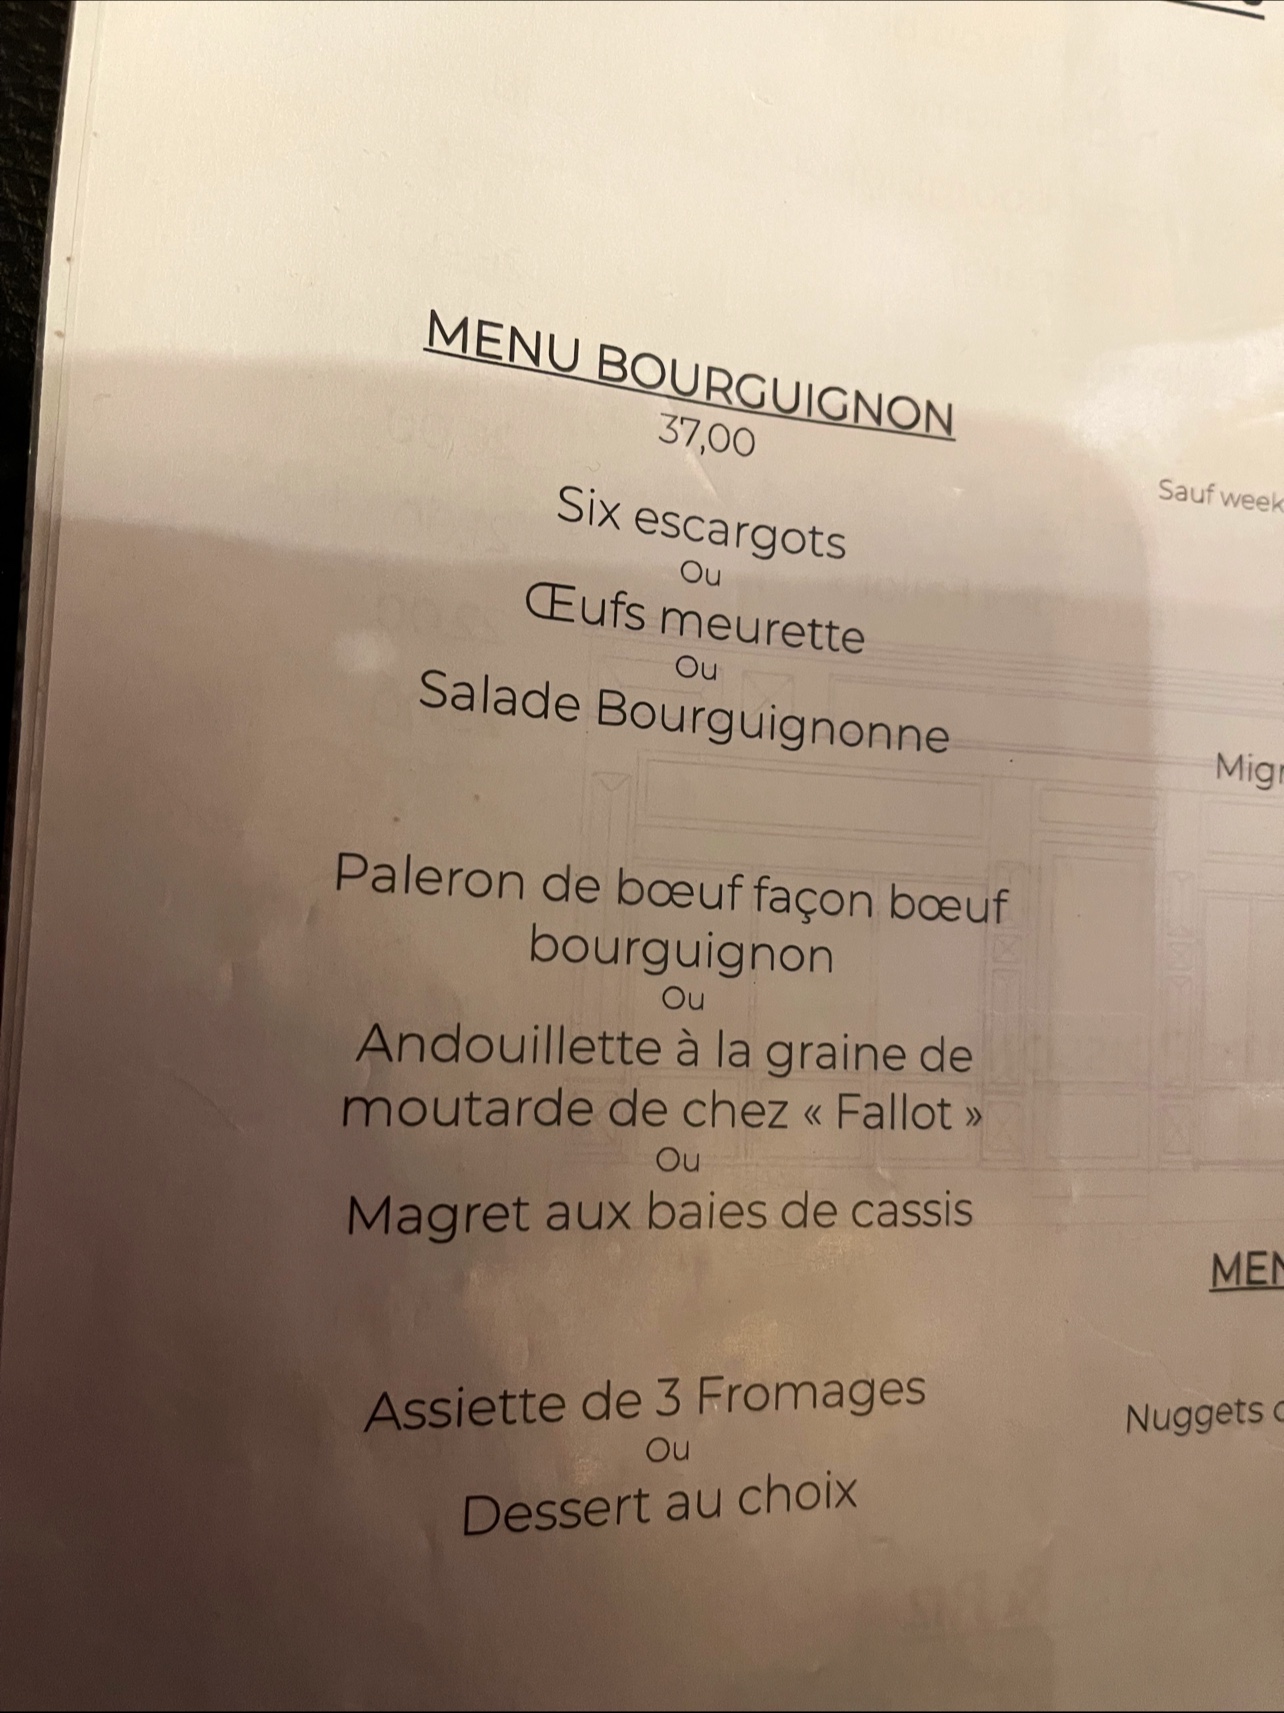 MENU BOURGUIGNON
37,00
Six escargots
Ou
Œufs meurette
Ou
Salade Bourguignonne
Paleron de bœuf façon bœuf
bourguignon
Ou
Andouillette à la graine de
moutarde de chez « Fallot »
Ou
Magret aux baies de cassis
Assiette de 3 Fromages
Ou
Dessert au choix
Sauf
Nuggets